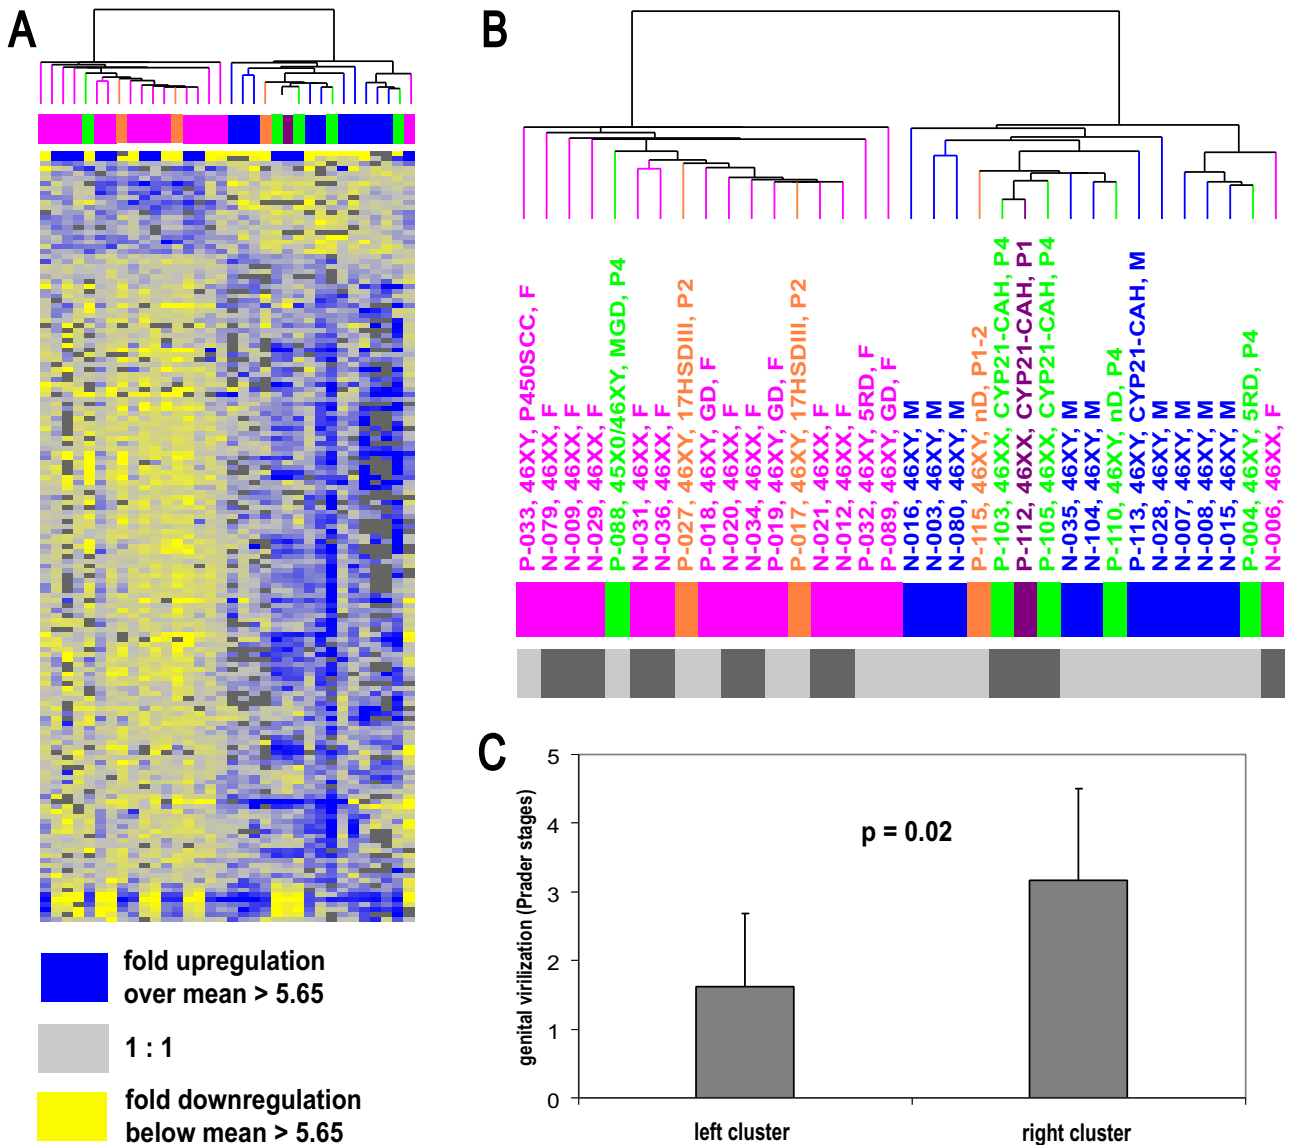 A
fold upregulation
over mean > 5.65
1 : 1
fold downregulation
below mean > 5.65
B
P-033, 46XY, P450SCC, F
N-079, 46XX, F
N-009, 46XX, F
N-029, 46XX, F
P-088, 45X0/46XY, MGD, P4
N-031, 46XX, F
N-036, 46XX, F
P-027, 46XY, 17HSDIII, P2
P-018, 46XY, GD, F
N-020, 46XX, F
N-034, 46XX, F
P-019, 46XY, GD, F
P-017, 46XY, 17HSDIII, P2
N-021, 46XX, F
N-012, 46XX, F
P-032, 46XY, 5RD, F
P-089, 46XY, GD, F
N-016, 46XY, M
N-003, 46XY, M
N-080, 46XY, M
P-115, 46XY, nD, P1-2
P-103, 46XX, CYP21-CAH, P4
P-112, 46XX, CYP21-CAH, P1
P-105, 46XX, CYP21-CAH, P4
N-035, 46XY, M
N-104, 46XY, M
P-110, 46XY, nD, P4
P-113, 46XY, CYP21-CAH, M
N-028, 46XY, M
N-007, 46XY, M
N-008, 46XY, M
N-015, 46XY, M
P-004, 46XY, 5RD, P4
N-006, 46XX, F
C
genital virilization (Prader stages)
5
4
3
2
1
0
p = 0.02
left cluster
right cluster